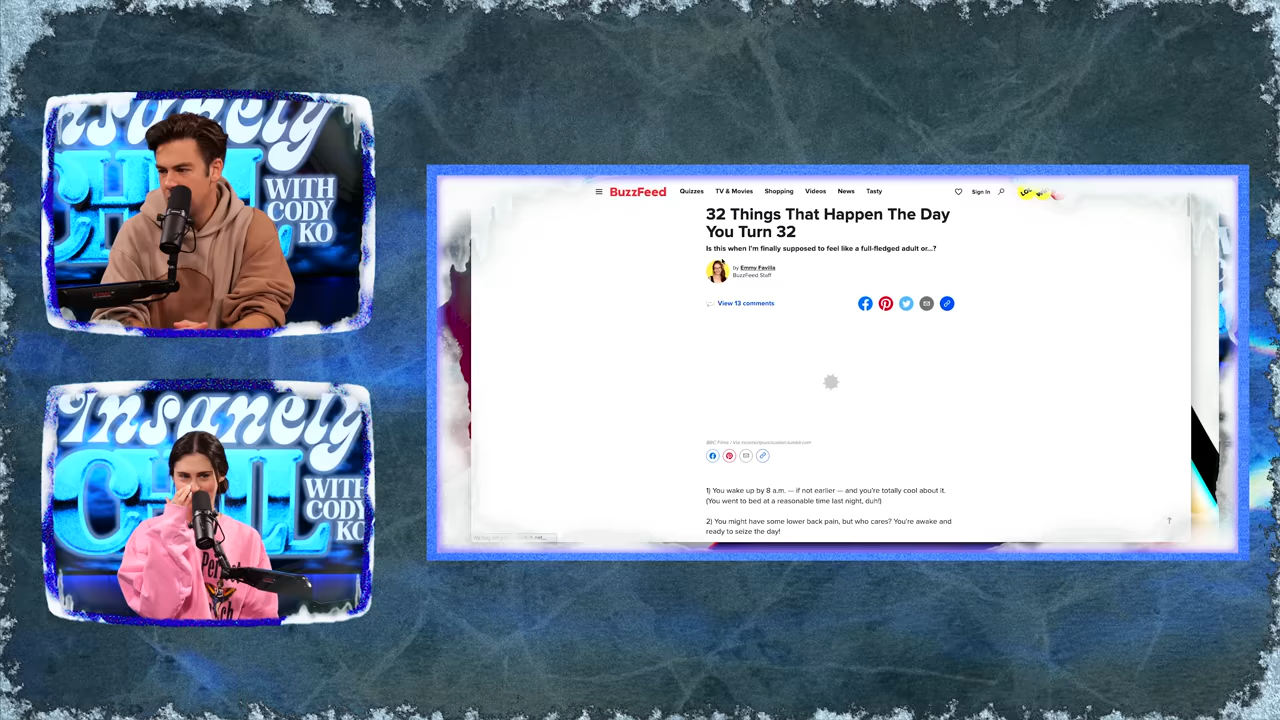 Insanely
CHILL
WITH
CODY
KO
Insanely
CHILL
WITH
CODY
KO
BuzzFeed
Quizzes
TV & Movies
Shopping
Videos
News
Tasty
Sign In
LOL
32 Things That Happen The Day
You Turn 32
Is this when I'm finally supposed to feel like a full-fledged adult or...?
by Emmy Favilla
BuzzFeed Staff
View 13 comments
BBC Films / Via
1) You wake up by 8 a.m. — if not earlier — and you're totally cool about it.
(You went to bed at a reasonable time last night, duh!)
2) You might have some lower back pain, but who cares? You're awake and
ready to seize the day!